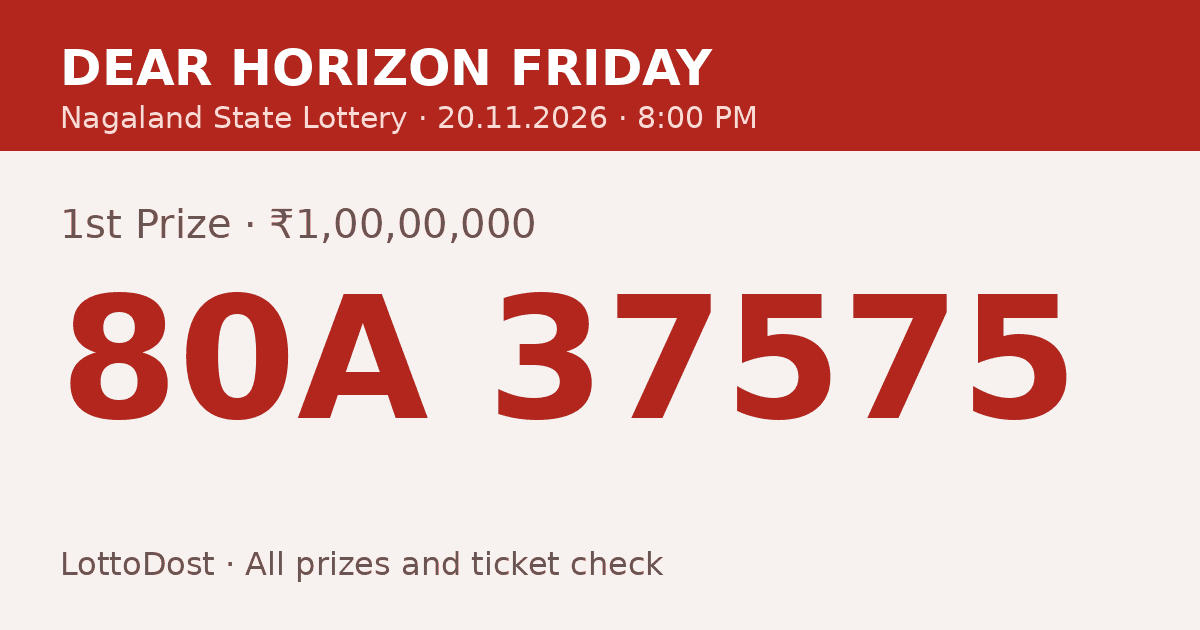 DEAR HORIZON FRIDAY
Nagaland State Lottery · 20.11.2026 · 8:00 PM
1st Prize · ₹1,00,00,000
80A 37575
LottoDost · All prizes and ticket check